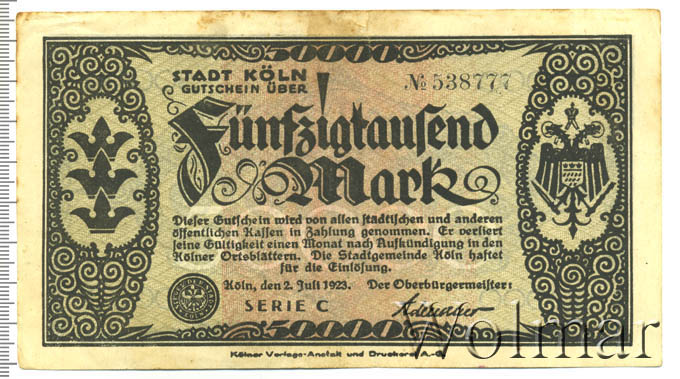 50000
STADT KÖLN
GUTSCHEIN ÜBER
№ 538777
Fünfzigtausend
Mark
Dieser Gutschein wird von allen städtischen und anderen
öffentlichen Kassen in Zahlung genommen. Er verliert
seine Gültigkeit einen Monat nach Aufkündigung in den
Kölner Ortsblättern. Die Stadtgemeinde Köln haftet
für die Einlösung.
Köln, den 2. Juli 1923. Der Oberbürgermeister:
SERIE C
50000
Kölner Verlags-Anstalt und Druckerei A.-G.
Wolmar